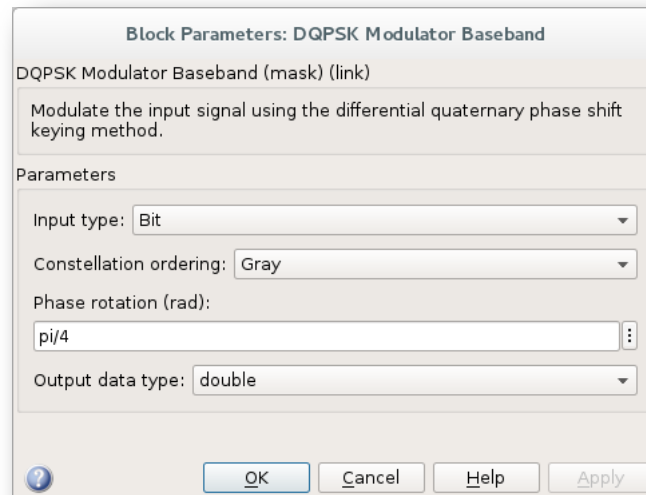 Block Parameters: DQPSK Modulator Baseband
DQPSK Modulator Baseband (mask) (link)
Modulate the input signal using the differential quaternary phase shift
keying method.
Parameters
Input type: Bit
Constellation ordering: Gray
Phase rotation (rad):
pi/4
Output data type: double
? OK Cancel Help Apply